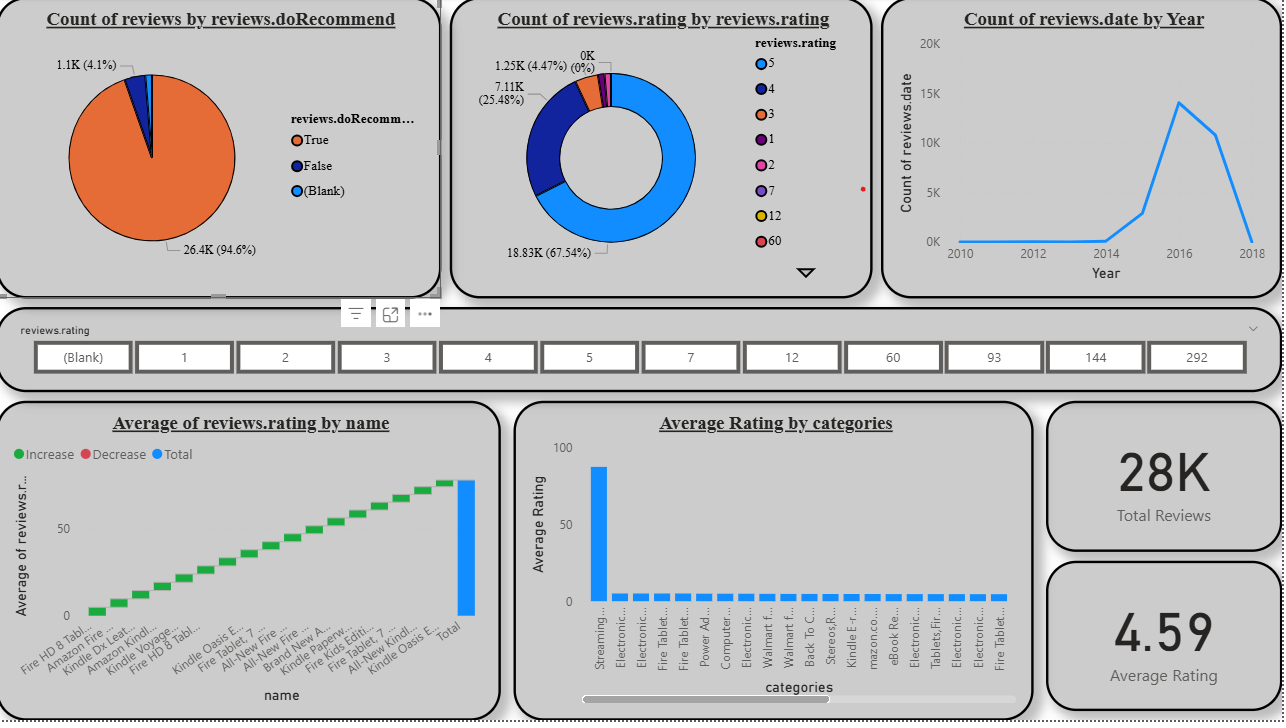 Count of reviews by reviews.doRecommend
1.1K (4.1%)
26.4K (94.6%)
reviews.doRecomm...
True
False
(Blank)
Count of reviews.rating by reviews.rating
0K
(0%)
1.25K (4.47%)
7.11K
(25.48%)
18.83K (67.54%)
reviews.rating
5
4
3
1
2
7
12
60
Count of reviews.date by Year
Count of reviews.date
20K
15K
10K
5K
0K
2010 2012 2014 2016 2018
Year
reviews.rating
(Blank) 1 2 3 4 5 7 12 60 93 144 292
Average of reviews.rating by name
Increase Decrease Total
Average of reviews.r...
50
0
Fire HD 8 Tabl...
Amazon Fire ...
Kindle Dx Leat...
Amazon Kindl...
Kindle Voyage...
Fire HD 8 Tabl...
Kindle Oasis E...
Fire Tablet, 7 ...
All-New Fire ...
All-New Fire ...
Brand New A...
Kindle Paperw...
Fire Kids Editi...
Fire Tablet, 7 ...
All-New Kindl...
Kindle Oasis E...
Total
name
Average Rating by categories
Average Rating
100
50
0
Streaming...
Electronic...
Electronic...
Fire Tablet...
Fire Tablet...
Power Ad...
Computer...
Electronic...
Walmart f...
Walmart f...
Back To C...
Stereos,R...
Kindle E-r...
mazon.co...
eBook Re...
Electronic...
Tablets,Fir...
Electronic...
Electronic...
Fire Tablet...
categories
28K
Total Reviews
4.59
Average Rating